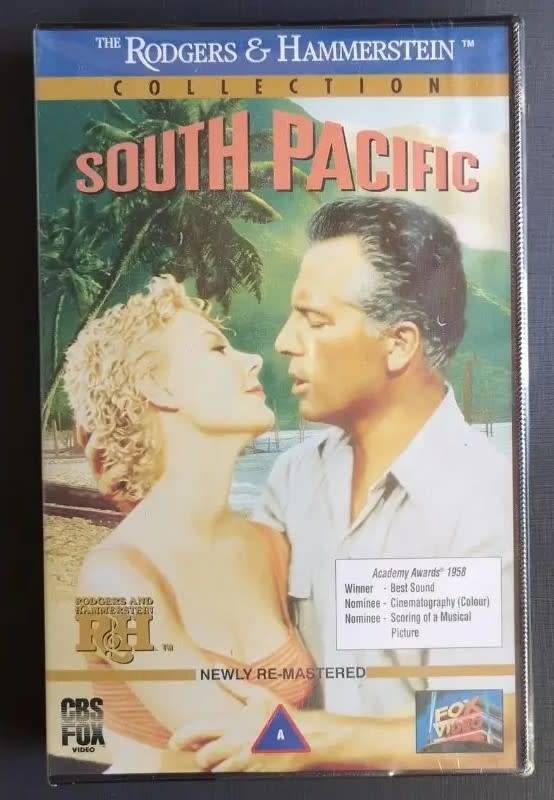 THE RODGERS & HAMMERSTEIN ™
COLLECTION
SOUTH PACIFIC
Academy Awards® 1958
Winner - Best Sound
Nominee - Cinematography (Colour)
Nominee - Scoring of a Musical
Picture
RODGERS AND
HAMMERSTEIN
R&H ™
NEWLY RE-MASTERED
CBS
FOX
VIDEO
A
FOX
VIDEO